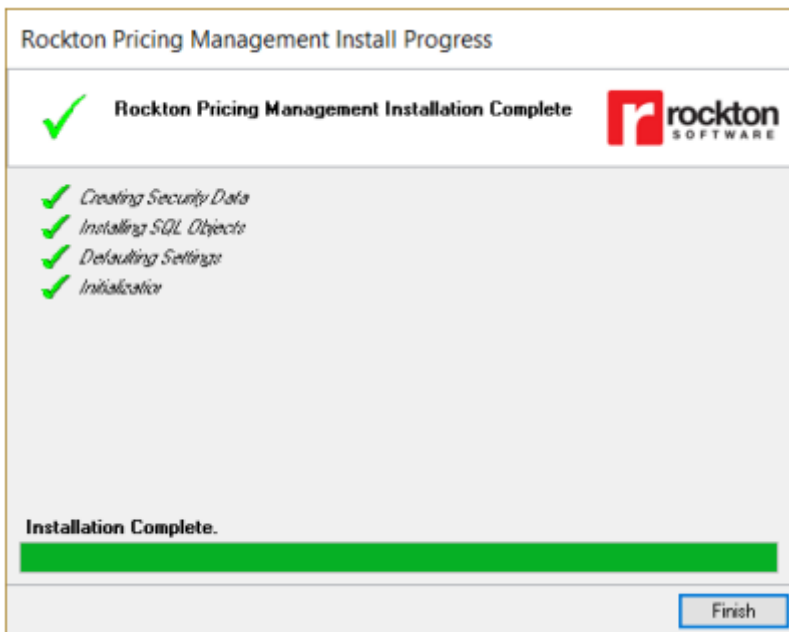 Rockton Pricing Management Install Progress
Rockton Pricing Management Installation Complete
r rockton
SOFTWARE
Creating Security Data
Installing SQL Objects
Defaulting Settings
Initialization
Installation Complete.
Finish